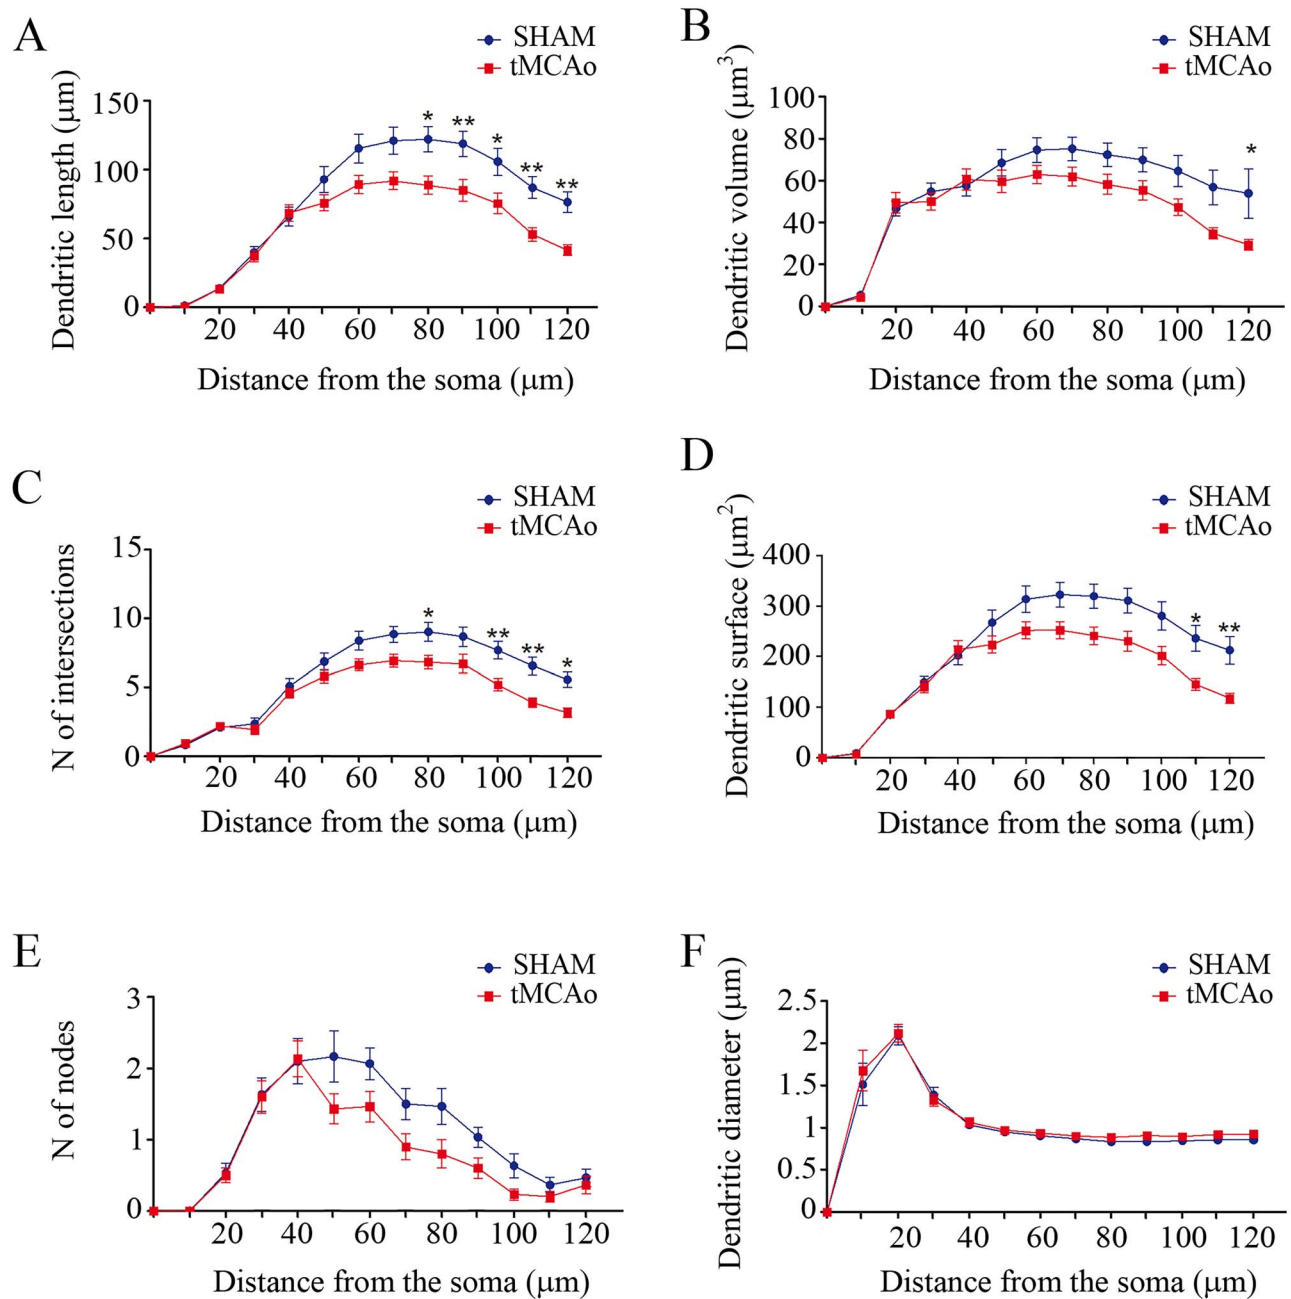 A
SHAM
tMCAo
Dendritic length (µm)
150
100
50
0
* ** * ** **
20 40 60 80 100 120
Distance from the soma (µm)
B
SHAM
tMCAo
Dendritic volume (µm3)
100
80
60
40
20
0
*
20 40 60 80 100 120
Distance from the soma (µm)
C
SHAM
tMCAo
N of intersections
15
10
5
0
* ** ** *
20 40 60 80 100 120
Distance from the soma (µm)
D
SHAM
tMCAo
Dendritic surface (µm2)
400
300
200
100
0
* **
20 40 60 80 100 120
Distance from the soma (µm)
E
SHAM
tMCAo
N of nodes
3
2
1
0
20 40 60 80 100 120
Distance from the soma (µm)
F
SHAM
tMCAo
Dendritic diameter (µm)
2.5
2
1.5
1
0.5
0
20 40 60 80 100 120
Distance from the soma (µm)